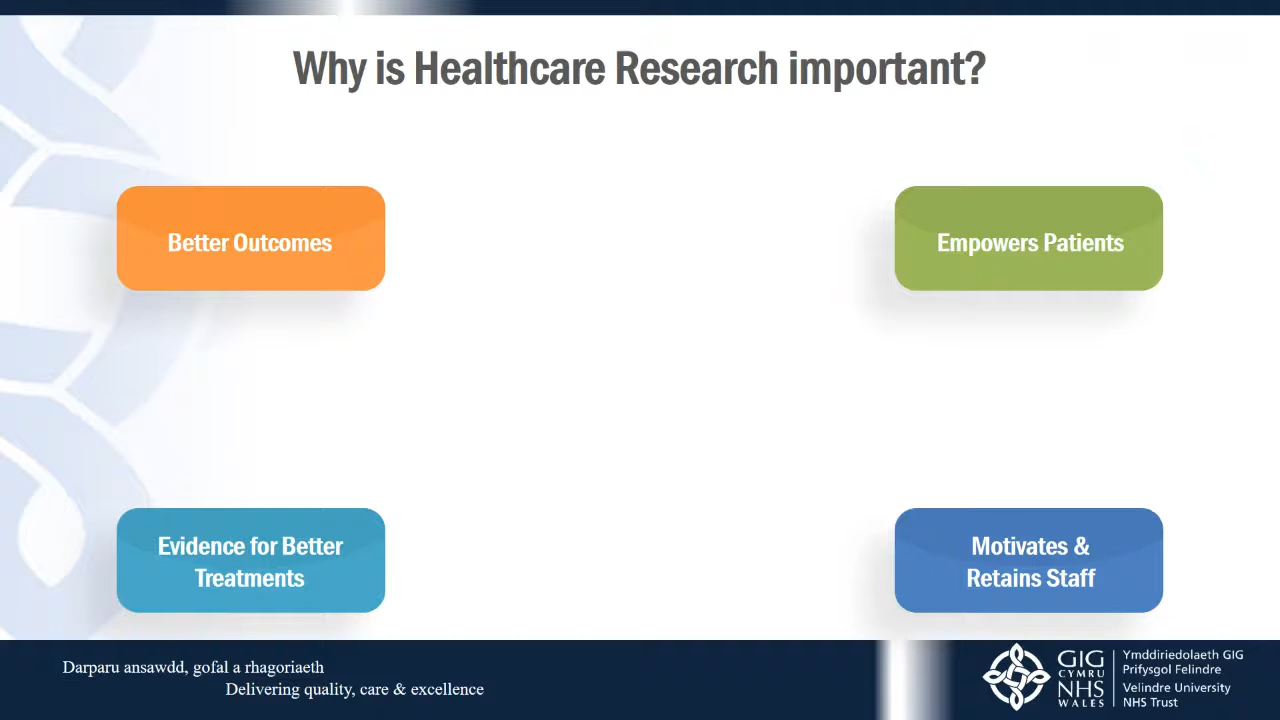 Why is Healthcare Research important?
Better Outcomes
Empowers Patients
Evidence for Better
Treatments
Motivates &
Retains Staff
Darparu ansawdd, gofal a rhagoriaeth
Delivering quality, care & excellence
GIG
CYMRU
NHS
WALES
Ymddiriedolaeth GIG
Prifysgol Felindre
Velindre University
NHS Trust